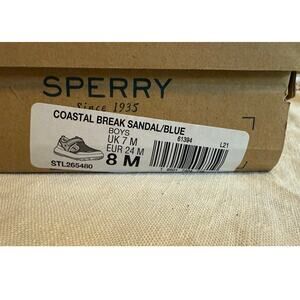 SPERRY
Since 1935
COASTAL BREAK SANDAL/BLUE
BOYS
UK 7 M
EUR 24 M
8 M
61394
L21
STL265480